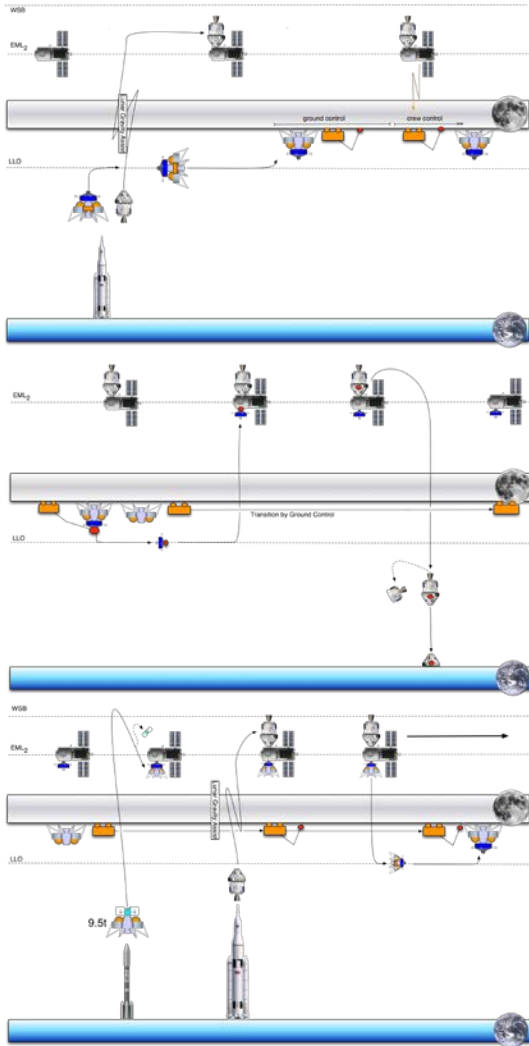 WSB
EML2
Lunar Gravity Assist
ground control
crew control
LLO
EML2
Transition by Ground Control
LLO
WSB
EML2
Lunar Gravity Assist
LLO
9.5t